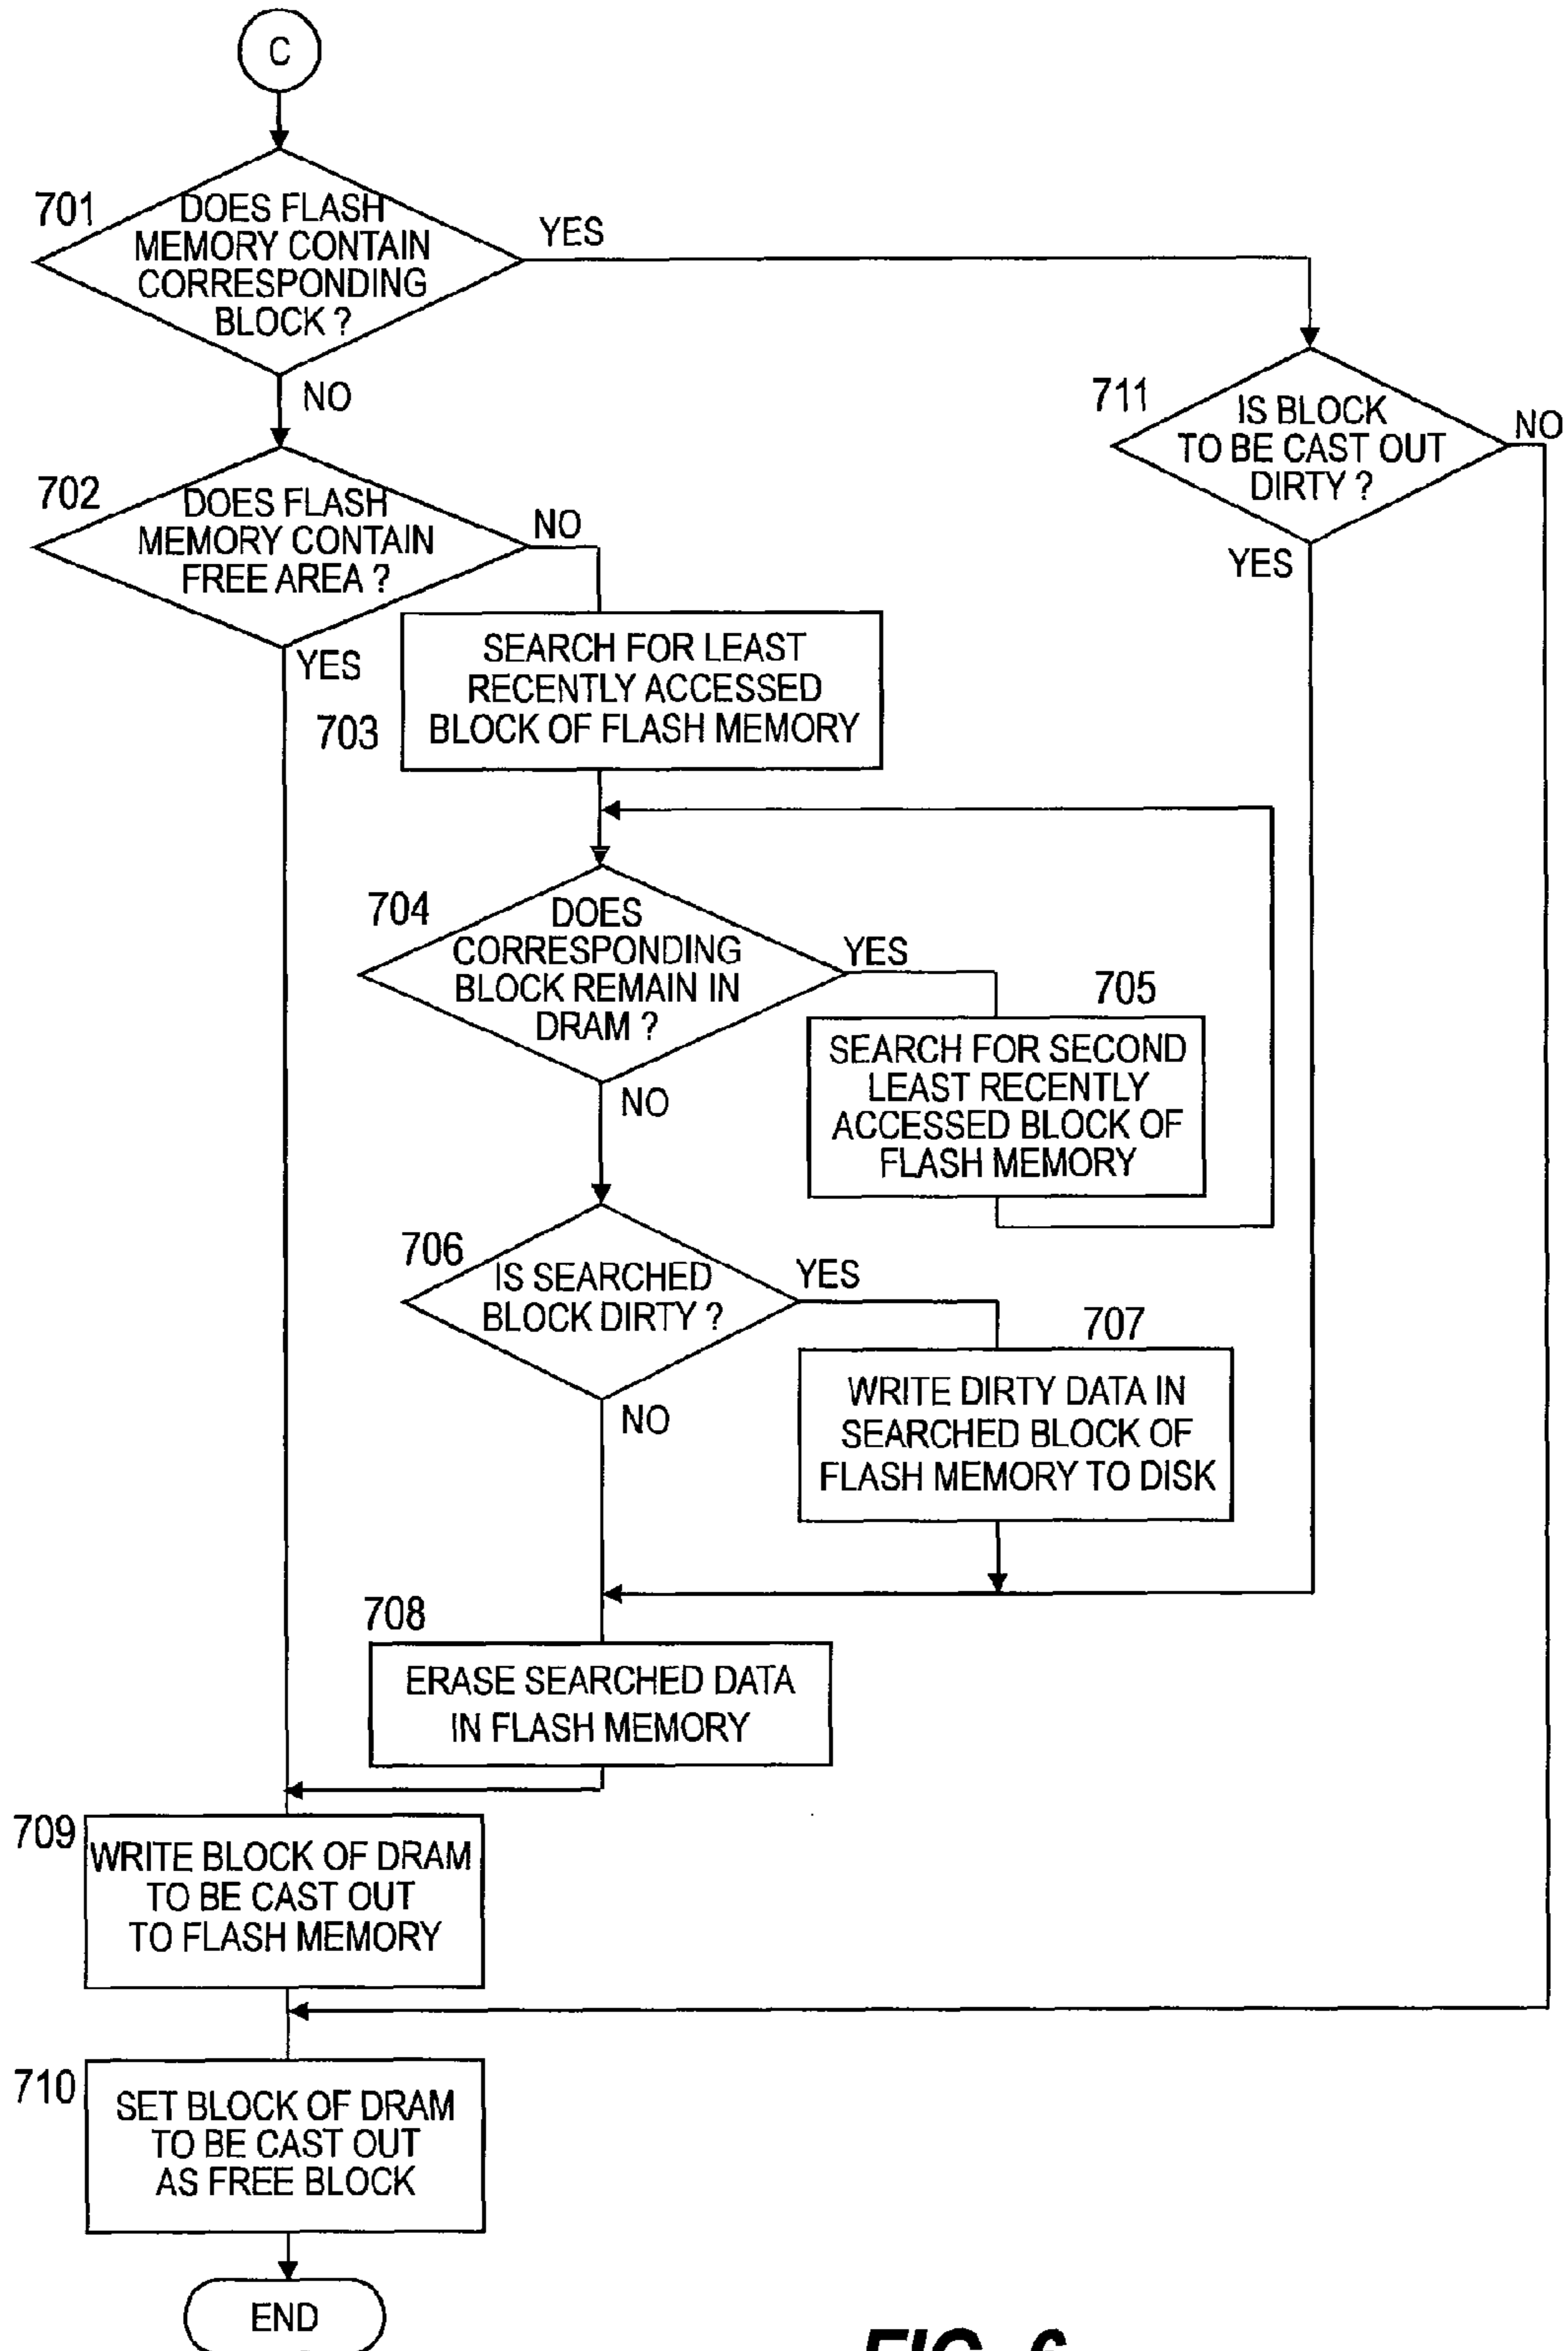 C
701
DOES FLASH
MEMORY CONTAIN
CORRESPONDING
BLOCK ?
YES
NO
711
IS BLOCK
TO BE CAST OUT
DIRTY ?
NO
YES
702
DOES FLASH
MEMORY CONTAIN
FREE AREA ?
NO
YES
703
SEARCH FOR LEAST
RECENTLY ACCESSED
BLOCK OF FLASH MEMORY
704
DOES
CORRESPONDING
BLOCK REMAIN IN
DRAM ?
YES
NO
705
SEARCH FOR SECOND
LEAST RECENTLY
ACCESSED BLOCK OF
FLASH MEMORY
706
IS SEARCHED
BLOCK DIRTY ?
YES
NO
707
WRITE DIRTY DATA IN
SEARCHED BLOCK OF
FLASH MEMORY TO DISK
708
ERASE SEARCHED DATA
IN FLASH MEMORY
709
WRITE BLOCK OF DRAM
TO BE CAST OUT
TO FLASH MEMORY
710
SET BLOCK OF DRAM
TO BE CAST OUT
AS FREE BLOCK
END
FIG. 6